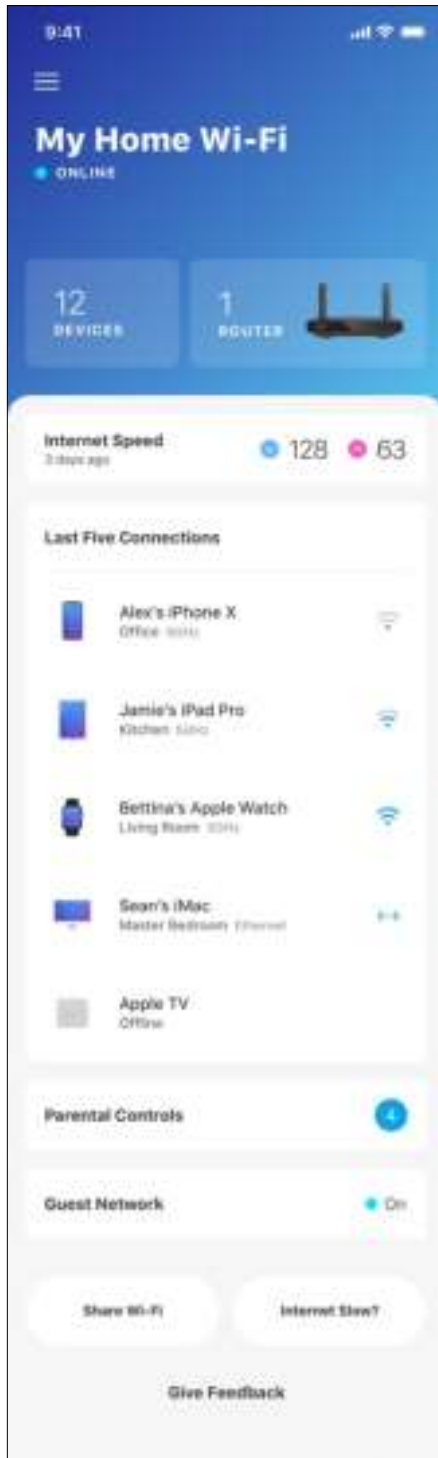 9:41
My Home Wi-Fi
ONLINE
12
DEVICES
1
ROUTER
Internet Speed
3 days ago
128
63
Last Five Connections
Alex's iPhone X
Office
Jamie's iPad Pro
Kitchen
Bettina's Apple Watch
Living Room
Sean's iMac
Master Bedroom Ethernet
Apple TV
Offline
Parental Controls
4
Guest Network
On
Share Wi-Fi
Internet Slow?
Give Feedback